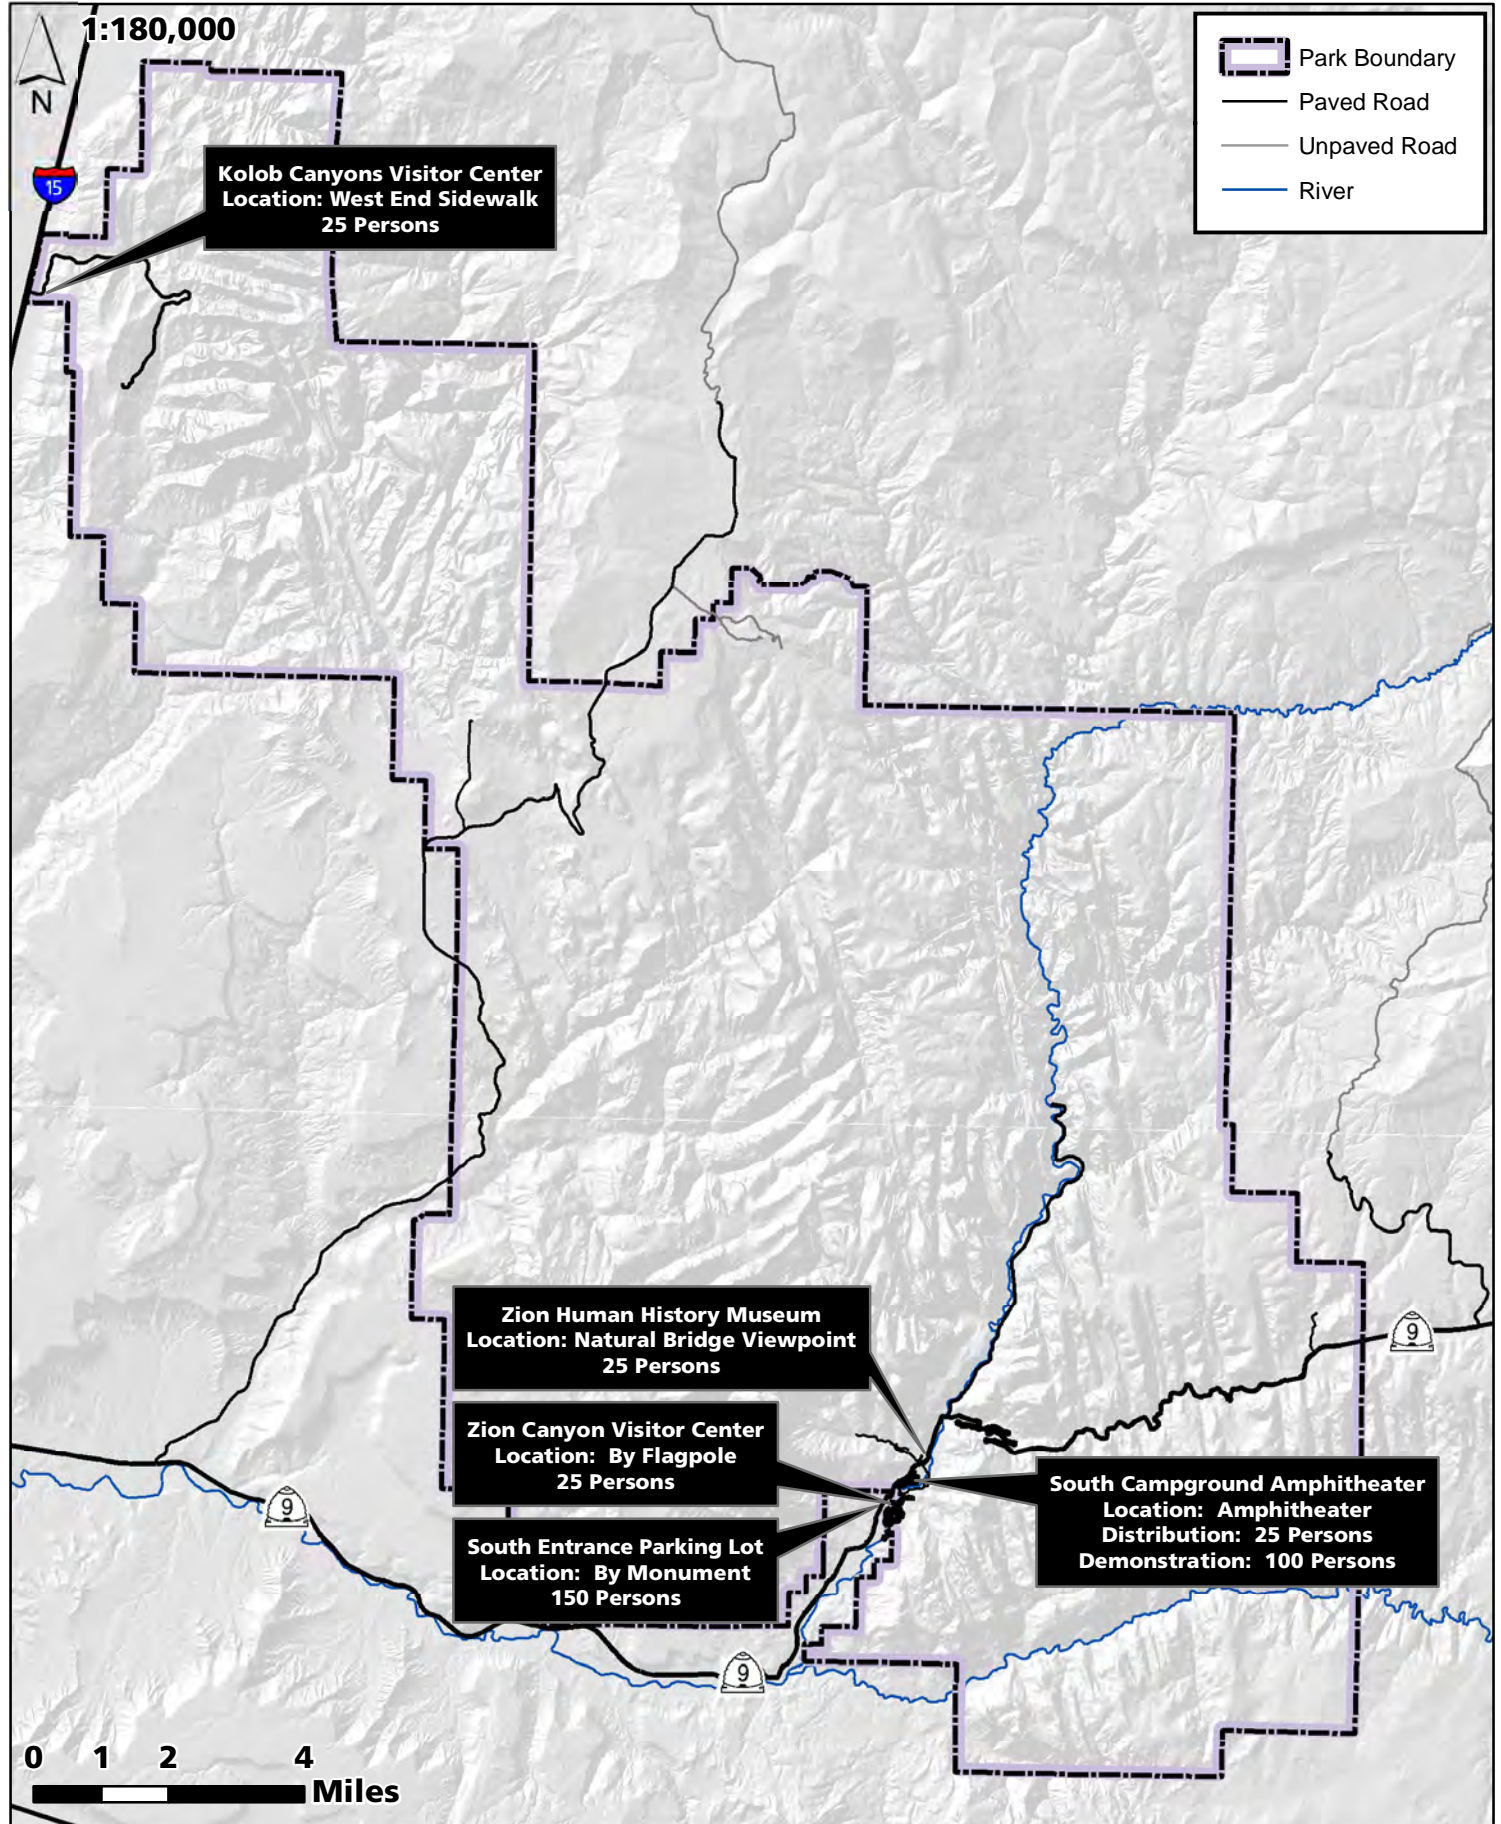 1:180,000
N
Park Boundary
Paved Road
Unpaved Road
River
Kolob Canyons Visitor Center
Location: West End Sidewalk
25 Persons
15
Zion Human History Museum
Location: Natural Bridge Viewpoint
25 Persons
9
Zion Canyon Visitor Center
Location: By Flagpole
25 Persons
South Campground Amphitheater
Location: Amphitheater
Distribution: 25 Persons
Demonstration: 100 Persons
9
South Entrance Parking Lot
Location: By Monument
150 Persons
9
0 1 2 4
Miles